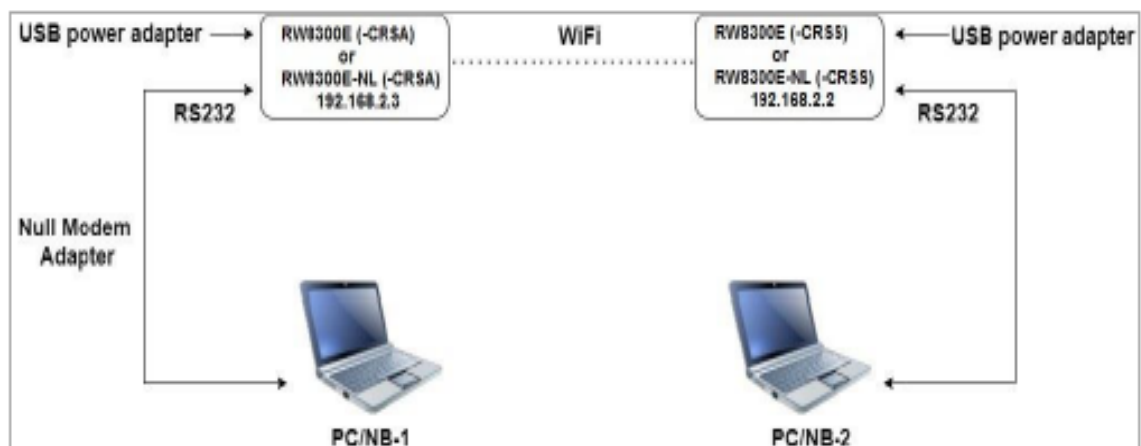 USB power adapter
RW8300E (-CRSA)
or
RW8300E-NL (-CRSA)
192.168.2.3
WiFi
RW8300E (-CRSS)
or
RW8300E-NL (-CRSS)
192.168.2.2
USB power adapter
RS232
RS232
Null Modem
Adapter
PC/NB-1
PC/NB-2